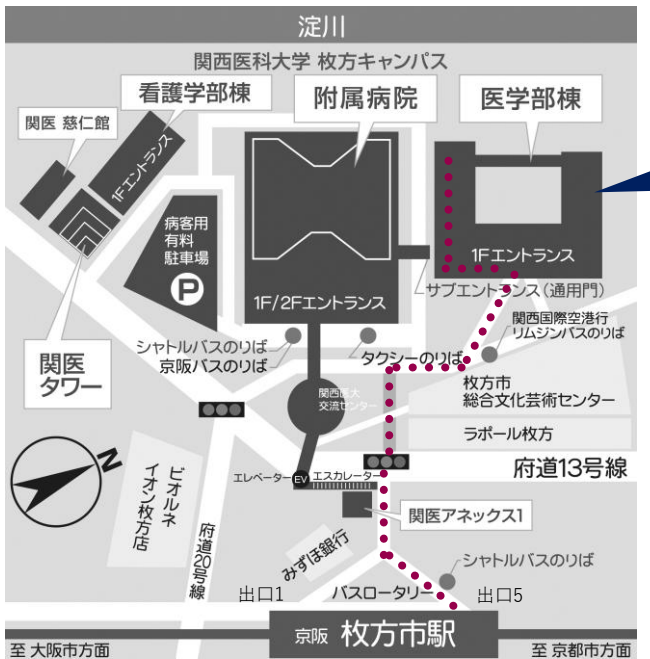 淀川
関西医科大学 枚方キャンパス
看護学部棟
附属病院
医学部棟
関医 慈仁館
1Fエントランス
病客用
有料
駐車場
P
1Fエントランス
1F/2Fエントランス
サブエントランス(通用門)
関西国際空港行
リムジンバスのりば
シャトルバスのりば
京阪バスのりば
タクシーのりば
関医
タワー
関西医大
交流センター
枚方市
総合文化芸術センター
ラポール枚方
N
エレベーター
EV
エスカレーター
府道13号線
ビオルネ
イオン枚方店
府道20号線
関医アネックス1
みずほ銀行
シャトルバスのりば
出口1
バスロータリー
出口5
京阪 枚方市駅
至 大阪市方面
至 京都市方面